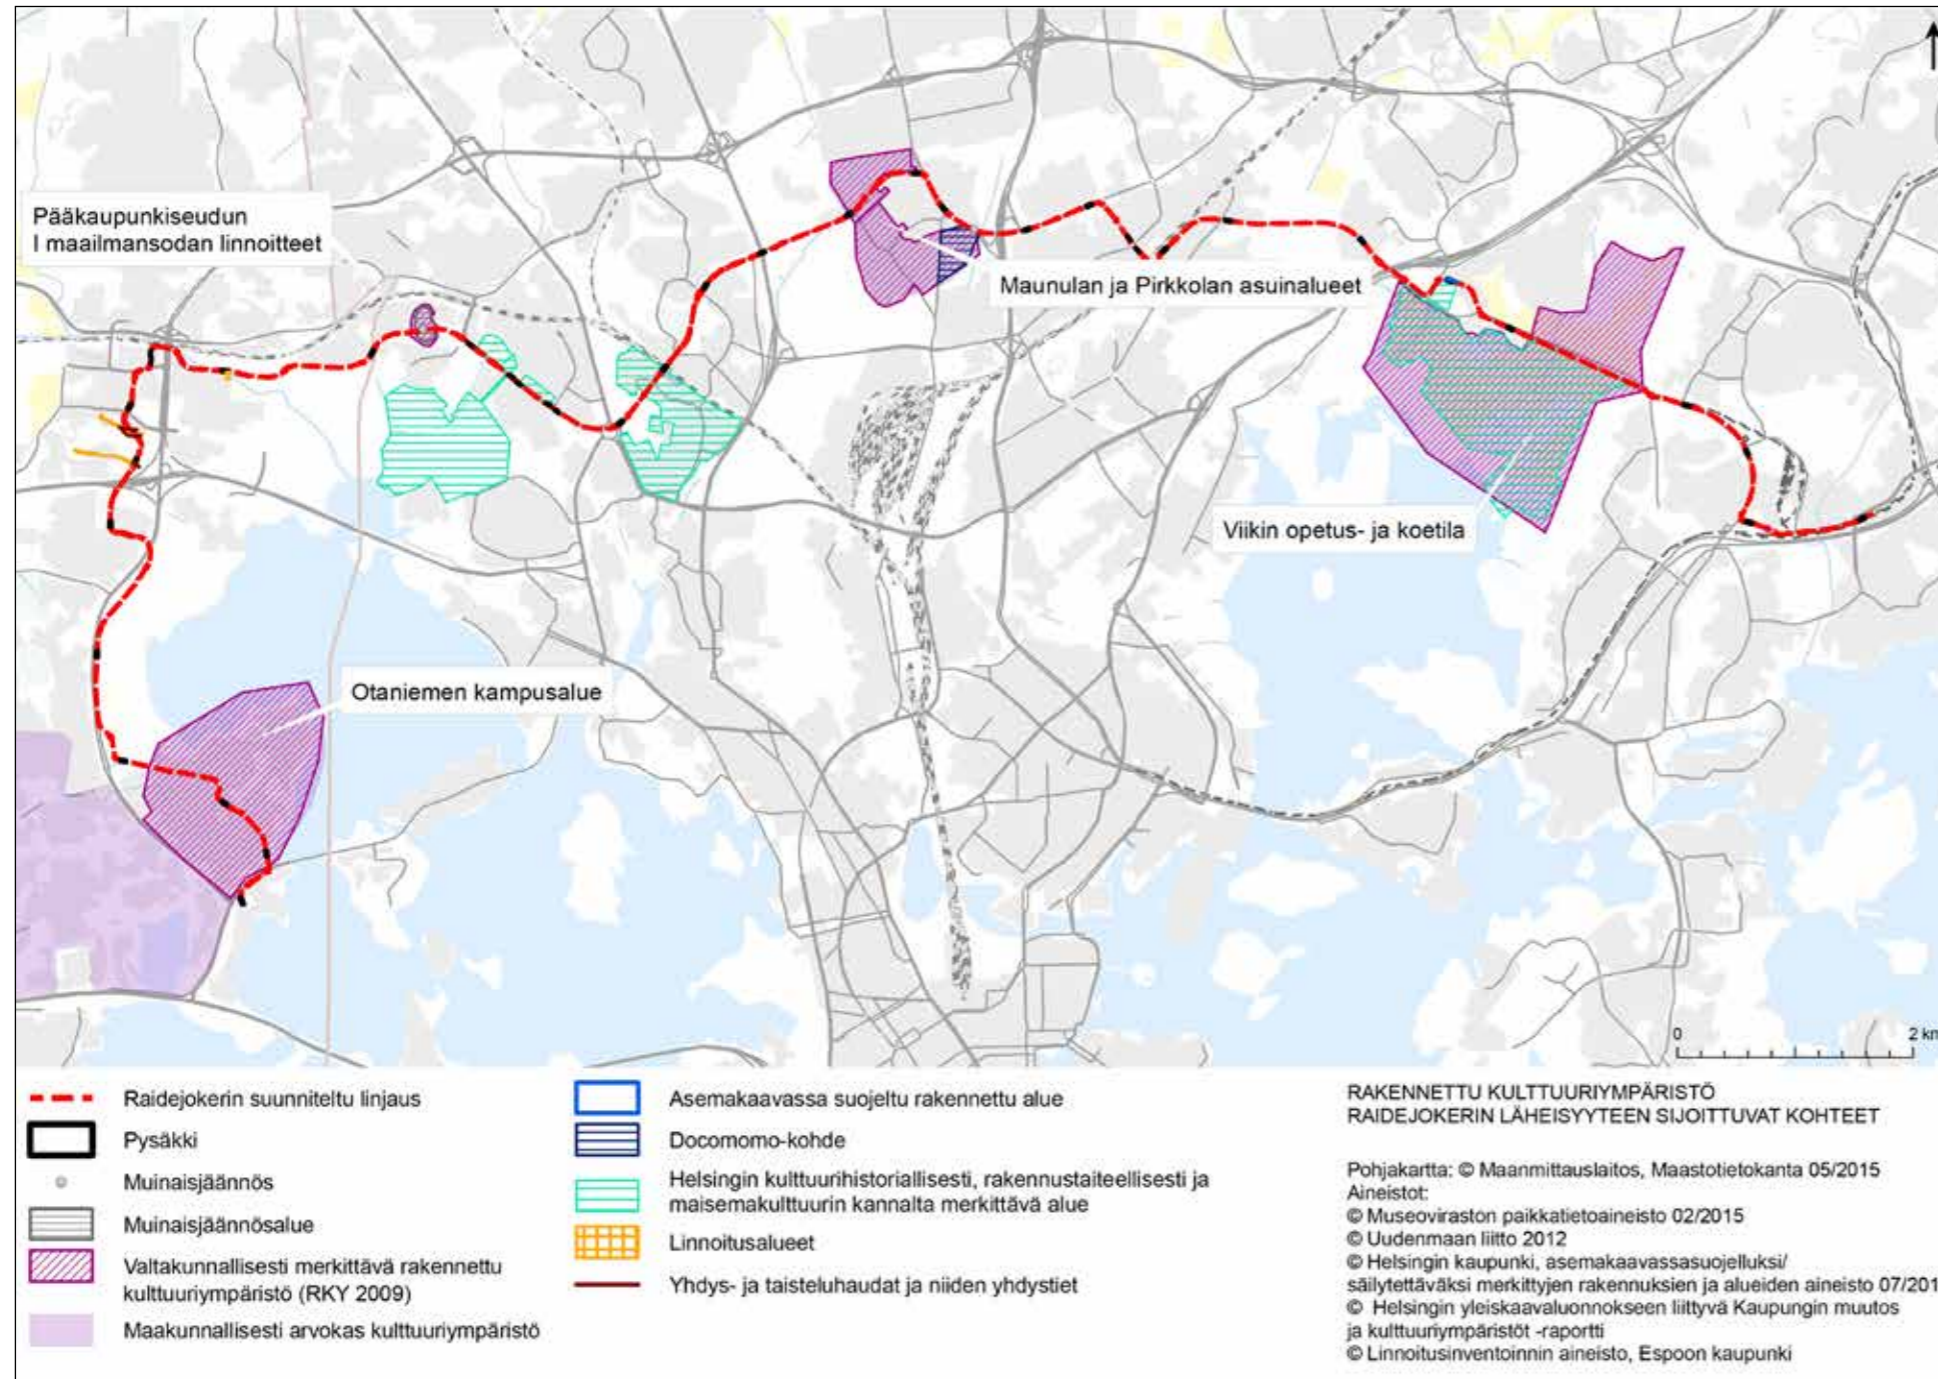 Pääkaupunkiseudun
I maailmansodan linnoitteet
Maunulan ja Pirkkolan asuinalueet
Viikin opetus- ja koetila
Otaniemen kampusalue
0 2 km
Raidejokerin suunniteltu linjaus
Pysäkki
Muinaisjäännös
Muinaisjäännösalue
Valtakunnallisesti merkittävä rakennettu
kulttuuriympäristö (RKY 2009)
Maakunnallisesti arvokas kulttuuriympäristö
Asemakaavassa suojeltu rakennettu alue
Docomomo-kohde
Helsingin kulttuurihistoriallisesti, rakennustaiteellisesti ja
maisemakulttuurin kannalta merkittävä alue
Linnoitusalueet
Yhdys- ja taisteluhaudat ja niiden yhdystiet
RAKENNETTU KULTTUURIYMPÄRISTÖ
RAIDEJOKERIN LÄHEISYYTEEN SIJOITTUVAT KOHTEET
Pohjakartta: © Maanmittauslaitos, Maastotietokanta 05/2015
Aineistot:
© Museoviraston paikkatietoaineisto 02/2015
© Uudenmaan liitto 2012
© Helsingin kaupunki, asemakaavassasuojelluksi/
säilytettäväksi merkittyjen rakennuksien ja alueiden aineisto 07/201
© Helsingin yleiskaavaluonnokseen liittyvä Kaupungin muutos
ja kulttuuriympäristöt -raportti
© Linnoitusinventoinnin aineisto, Espoon kaupunki